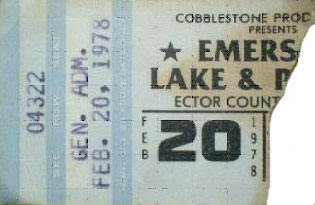 04322
GEN. ADM.
FEB. 20, 1978
COBBLESTONE PROD
PRESENTS
★ EMERS
LAKE & P
ECTOR COUNT
FEB
20
1978